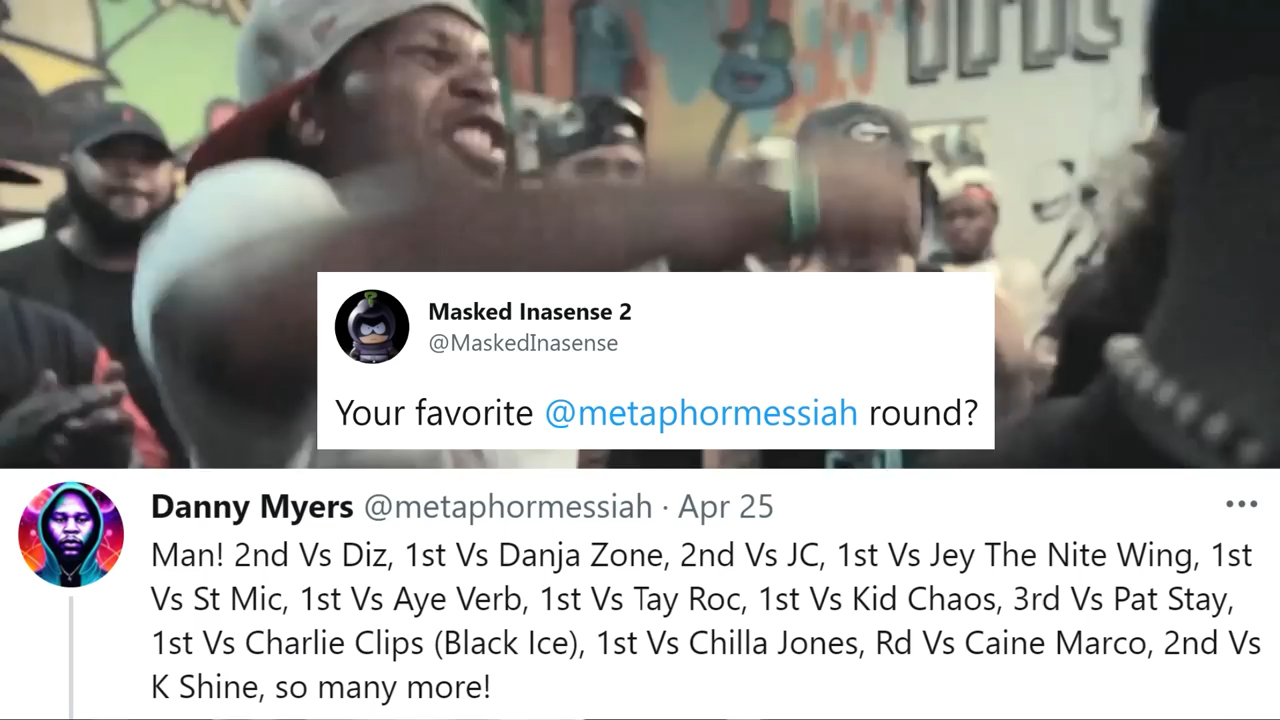 Masked Inasense 2
@MaskedInasense
Your favorite @metaphormessiah round?
Danny Myers @metaphormessiah · Apr 25
Man! 2nd Vs Diz, 1st Vs Danja Zone, 2nd Vs JC, 1st Vs Jey The Nite Wing, 1st
Vs St Mic, 1st Vs Aye Verb, 1st Vs Tay Roc, 1st Vs Kid Chaos, 3rd Vs Pat Stay,
1st Vs Charlie Clips (Black Ice), 1st Vs Chilla Jones, Rd Vs Caine Marco, 2nd Vs
K Shine, so many more!